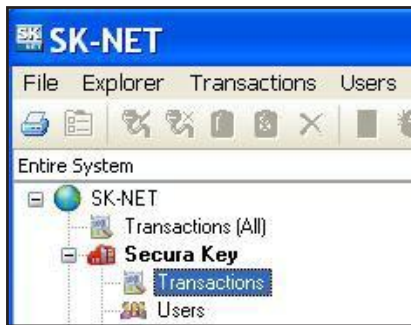 SK-NET
File Explorer Transactions Users
Entire System
SK-NET
Transactions (All)
Secura Key
Transactions
Users